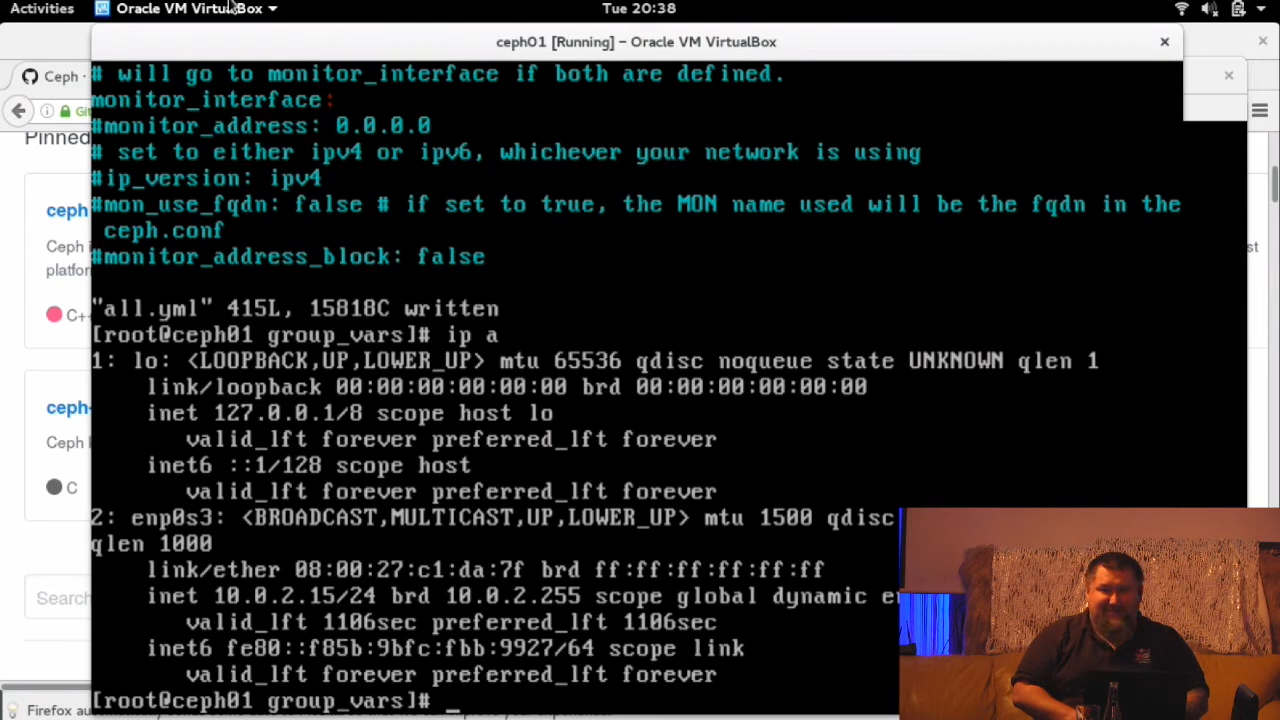 Activities Oracle VM VirtualBox Tue 20:38
ceph01 [Running] – Oracle VM VirtualBox
Ceph ·
Pinned
ceph
Ceph i
platfor
C++
ceph-
Ceph
C
Search
# will go to monitor_interface if both are defined.
monitor_interface:
#monitor_address: 0.0.0.0
# set to either ipv4 or ipv6, whichever your network is using
#ip_version: ipv4
#mon_use_fqdn: false # if set to true, the MON name used will be the fqdn in the
ceph.conf
#monitor_address_block: false
"all.yml" 415L, 15818C written
[root@ceph01 group_vars]# ip a
1: lo: <LOOPBACK,UP,LOWER_UP> mtu 65536 qdisc noqueue state UNKNOWN qlen 1
link/loopback 00:00:00:00:00:00 brd 00:00:00:00:00:00
inet 127.0.0.1/8 scope host lo
valid_lft forever preferred_lft forever
inet6 ::1/128 scope host
valid_lft forever preferred_lft forever
2: enp0s3: <BROADCAST,MULTICAST,UP,LOWER_UP> mtu 1500 qdisc
qlen 1000
link/ether 08:00:27:c1:da:7f brd ff:ff:ff:ff:ff:ff
inet 10.0.2.15/24 brd 10.0.2.255 scope global dynamic e
valid_lft 1106sec preferred_lft 1106sec
inet6 fe80::f85b:9bfc:fbb:9927/64 scope link
valid_lft forever preferred_lft forever
[root@ceph01 group_vars]# _
Firefox